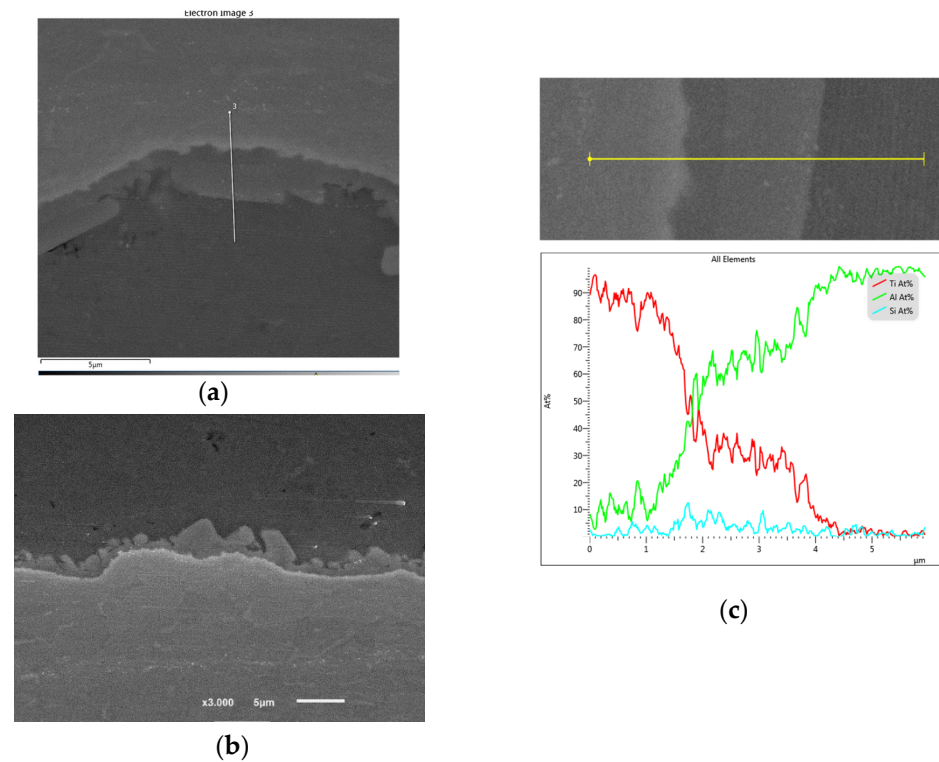 Electron Image 3
3
5μm
(a)
x3.000 5μm
(b)
All Elements
Ti At%
Al At%
Si At%
At%
90
80
70
60
50
40
30
20
10
0 1 2 3 4 5
μm
(c)